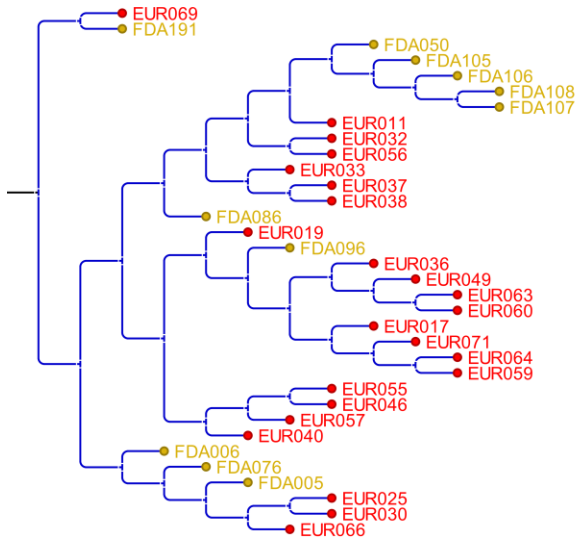 EUR069
FDA191
FDA050
FDA105
FDA106
FDA108
FDA107
EUR011
EUR032
EUR056
EUR033
EUR037
EUR038
FDA086
EUR019
FDA096
EUR036
EUR049
EUR063
EUR060
EUR017
EUR071
EUR064
EUR059
EUR055
EUR046
EUR057
EUR040
FDA006
FDA076
FDA005
EUR025
EUR030
EUR066